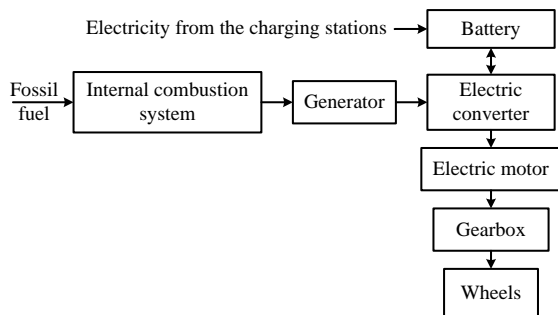 Electricity from the charging stations
Battery
Fossil
fuel
Internal combustion
system
Generator
Electric
converter
Electric motor
Gearbox
Wheels